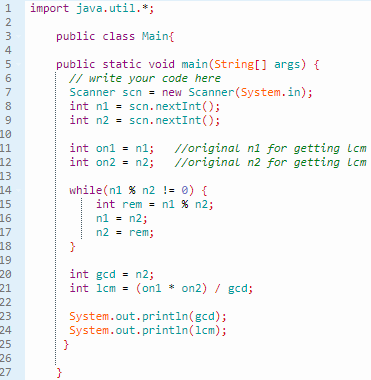 1 import java.util.*;
2
3 public class Main{
4
5 public static void main(String[] args) {
6 // write your code here
7 Scanner scn = new Scanner(System.in);
8 int n1 = scn.nextInt();
9 int n2 = scn.nextInt();
10
11 int on1 = n1; //original n1 for getting lcm
12 int on2 = n2; //original n2 for getting lcm
13
14 while(n1 % n2 != 0) {
15 int rem = n1 % n2;
16 n1 = n2;
17 n2 = rem;
18 }
19
20 int gcd = n2;
21 int lcm = (on1 * on2) / gcd;
22
23 System.out.println(gcd);
24 System.out.println(lcm);
25 }
26
27 }